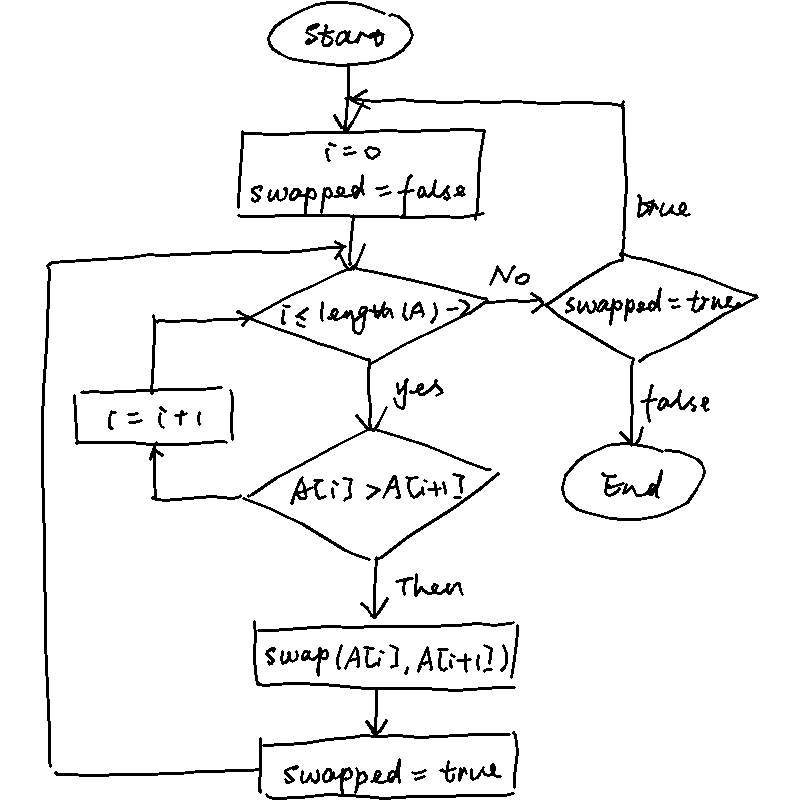 Start
i=0
swapped=false
true
No
i≤length(A)-2
swapped=true
yes
i=i+1
false
A[i]>A[i+1]
End
Then
swap(A[i],A[i+1])
swapped=true